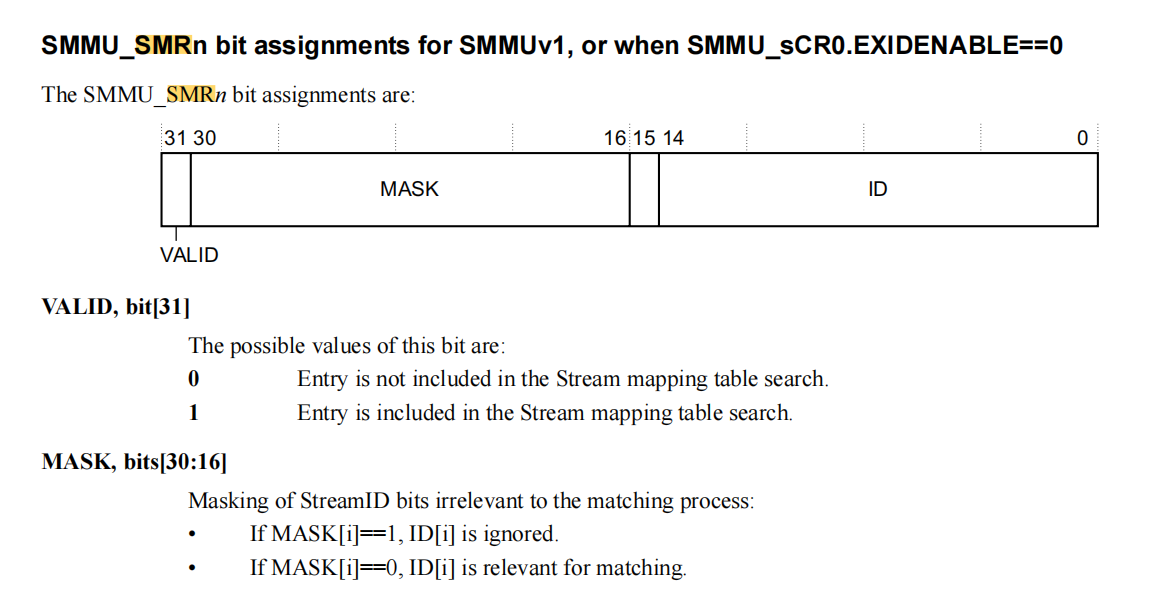 SMMU_SMRn bit assignments for SMMUv1, or when SMMU_sCR0.EXIDENABLE==0
The SMMU_SMRn bit assignments are:
31 30 16 15 14 0
MASK ID
VALID
VALID, bit[31]
The possible values of this bit are:
0 Entry is not included in the Stream mapping table search.
1 Entry is included in the Stream mapping table search.
MASK, bits[30:16]
Masking of StreamID bits irrelevant to the matching process:
• If MASK[i]==1, ID[i] is ignored.
• If MASK[i]==0, ID[i] is relevant for matching.